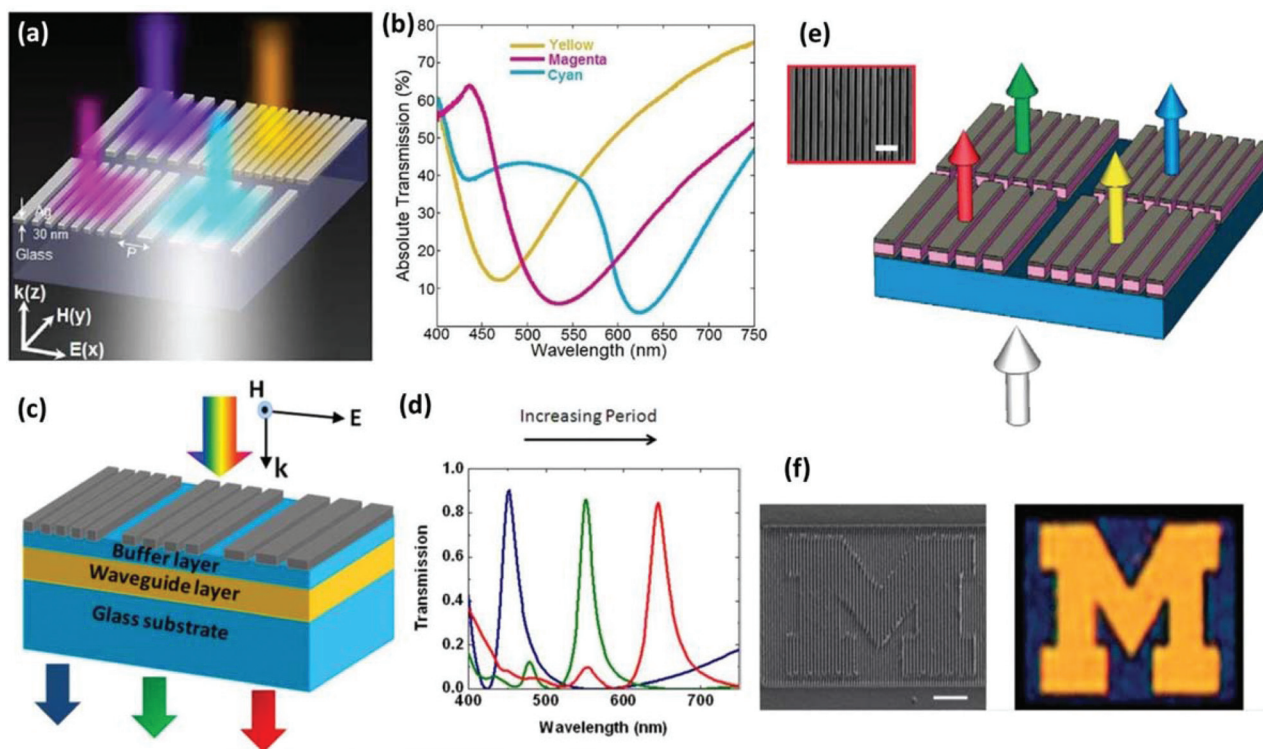 (a)
Ag
30 nm
Glass
P
k(z)
H(y)
E(x)
(b)
80
70
60
50
40
30
20
10
Absolute Transmission (%)
Yellow
Magenta
Cyan
400 450 500 550 600 650 700 750
Wavelength (nm)
(c)
H
E
k
Buffer layer
Waveguide layer
Glass substrate
(d)
Increasing Period
1.0
0.8
0.6
0.4
0.2
0.0
Transmission
400 500 600 700
Wavelength (nm)
(e)
(f)
M
M